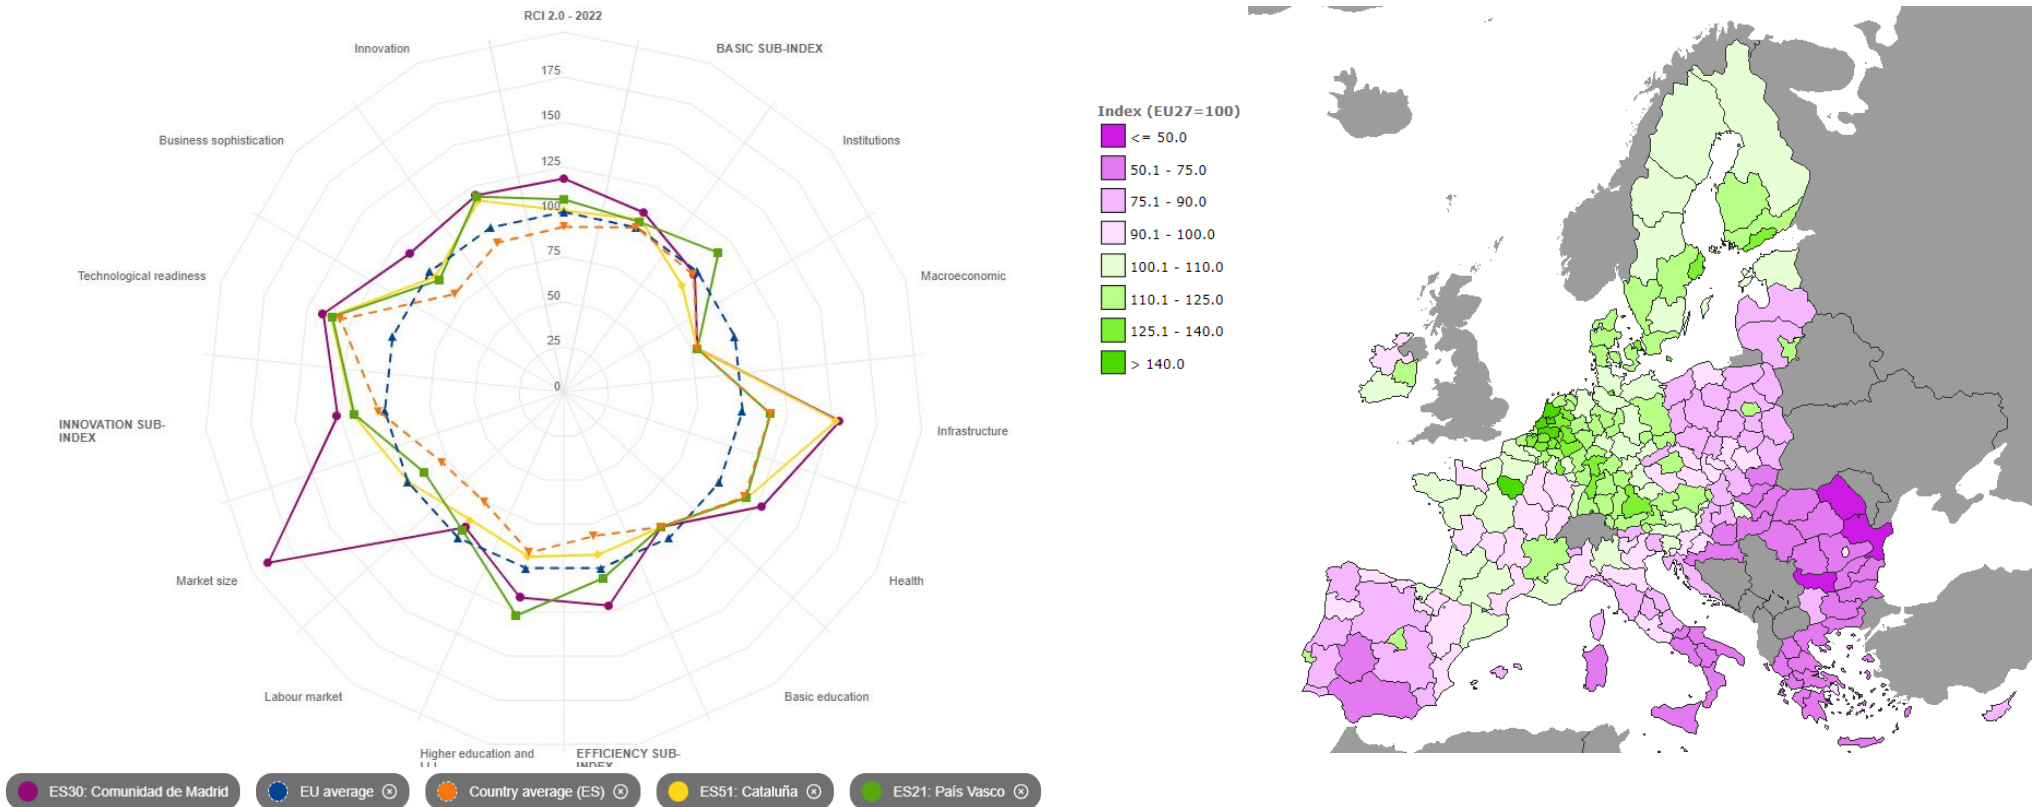 RCI 2.0 - 2022
BASIC SUB-INDEX
Institutions
Macroeconomic
Infrastructure
Health
Basic education
EFFICIENCY SUB-
INDEX
Higher education and
LLL
Labour market
Market size
INNOVATION SUB-
INDEX
Technological readiness
Business sophistication
Innovation
175
150
125
100
75
50
25
0
ES30: Comunidad de Madrid
EU average
Country average (ES)
ES51: Cataluña
ES21: País Vasco
Index (EU27=100)
<= 50.0
50.1 - 75.0
75.1 - 90.0
90.1 - 100.0
100.1 - 110.0
110.1 - 125.0
125.1 - 140.0
> 140.0